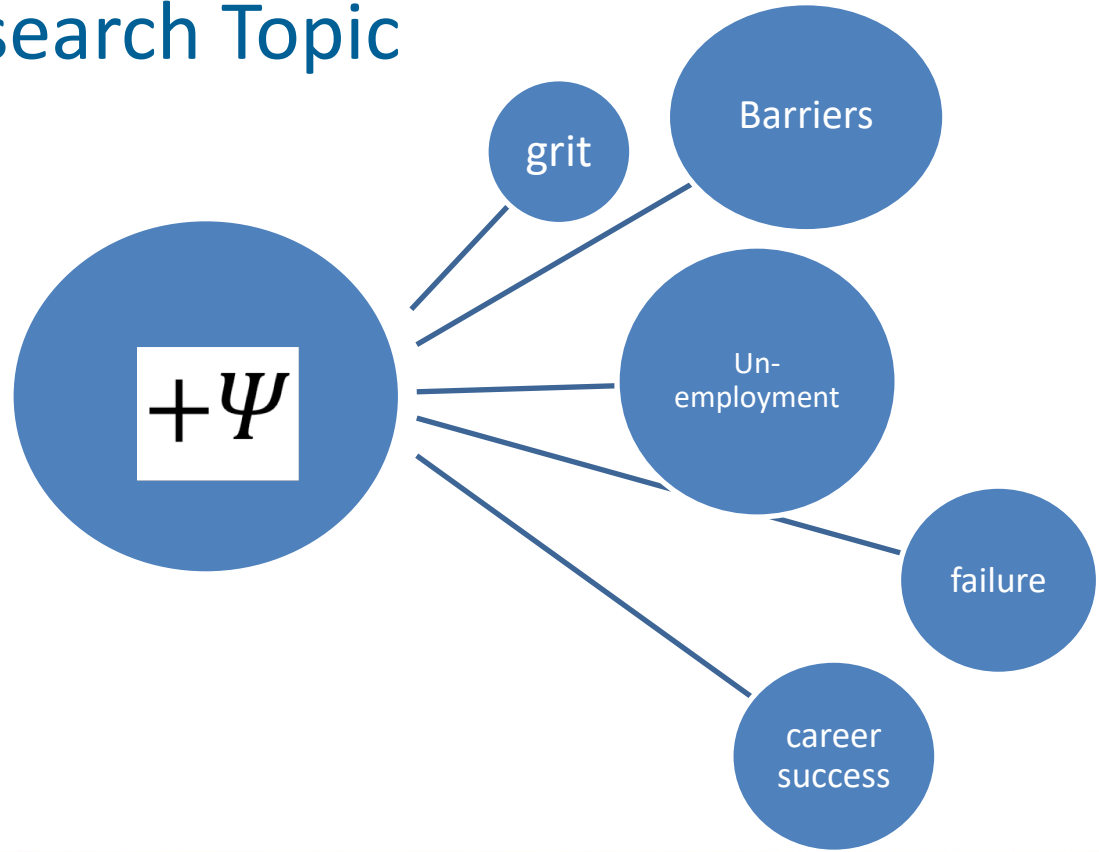 search Topic
grit
Barriers
+Ψ
Un-
employment
failure
career
success